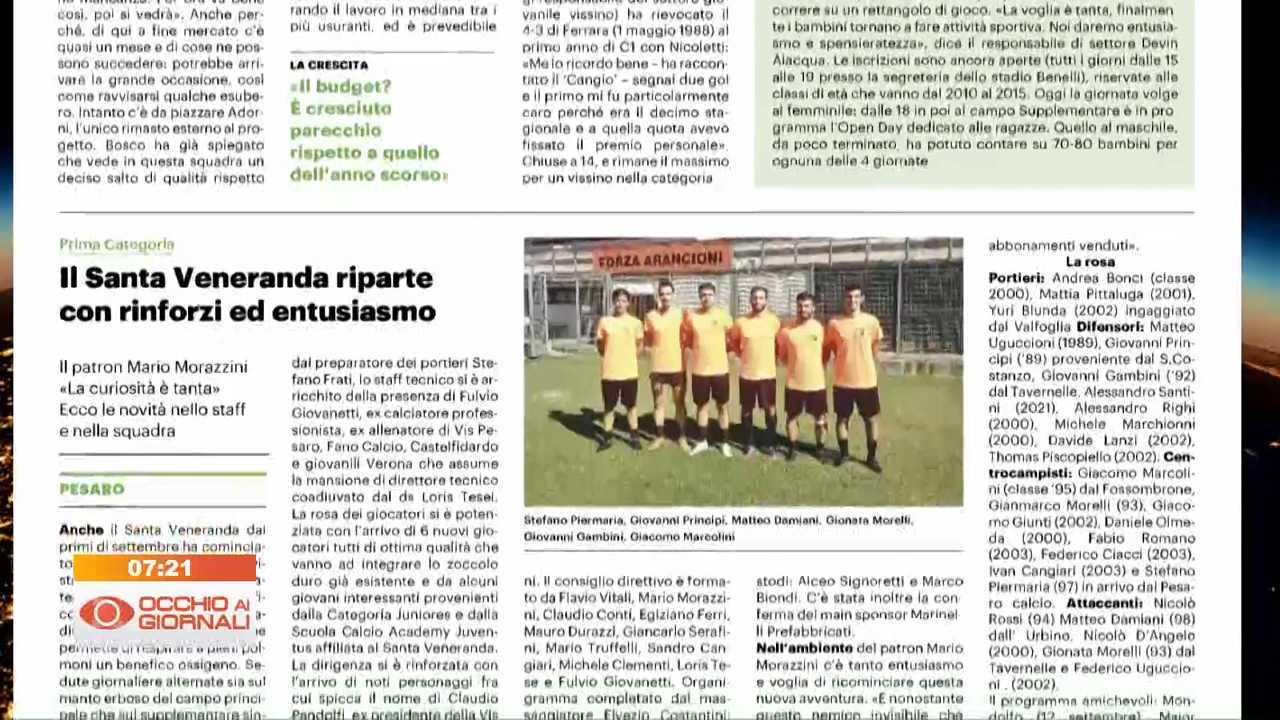 così, poi si vedrà». Anche per-
ché, di qui a fine mercato c'è
quasi un mese e di cose ne pos-
sono succedere: potrebbe arri-
vare la grande occasione, così
come ravvisarsi qualche esube-
ro. Intanto c'è da piazzare Ador-
ni, l'unico rimasto esterno al pro-
getto. Bosco ha già spiegato
che vede in questa squadra un
deciso salto di qualità rispetto
rando il lavoro in mediana tra i
più usuranti, ed è prevedibile
LA CRESCITA
«Il budget?
È cresciuto
parecchio
rispetto a quello
dell'anno scorso»
vanile vissino) ha rievocato il
4-3 di Ferrara (1 maggio 1988) al
primo anno di C1 con Nicoletti:
«Me lo ricordo bene – ha raccon-
tato il 'Cangio' – segnai due gol
e il primo mi fu particolarmente
caro perché era il decimo sta-
gionale e a quella quota avevo
fissato il premio personale».
Chiuse a 14, e rimane il massimo
per un vissino nella categoria
correre su un rettangolo di gioco. «La voglia è tanta, finalmen
te i bambini tornano a fare attività sportiva. Noi daremo entusia-
smo e spensieratezza», dice il responsabile di settore Devin
Aiacqua. Le iscrizioni sono ancora aperte (tutti i giorni dalle 15
alle 19 presso la segreteria dello stadio Benelli), riservate alle
classi di età che vanno dal 2010 al 2015. Oggi la giornata volge
al femminile: dalle 18 in poi al campo Supplementare è in pro
gramma l'Open Day dedicato alle ragazze. Quello al maschile,
da poco terminato, ha potuto contare su 70-80 bambini per
ognuna delle 4 giornate
Prima Categoria
Il Santa Veneranda riparte
con rinforzi ed entusiasmo
Il patron Mario Morazzini
«La curiosità è tanta»
Ecco le novità nello staff
e nella squadra
PESARO
Anche il Santa Veneranda dai
primi di settembre ha comincia-
07:21
OCCHIO AI
GIORNALI
permette di respirare a pieni pol-
moni un benefico ossigeno. Se-
dute giornaliere alternate sia sul
manto erboso del campo princi-
pale che sul supplementare sin-
dal preparatore dei portieri Ste-
fano Frati, lo staff tecnico si è ar-
ricchito della presenza di Fulvio
Giovanetti, ex calciatore profes-
sionista, ex allenatore di Vis Pe-
saro, Fano Calcio, Castelfidardo
e giovanili Verona che assume
la mansione di direttore tecnico
coadiuvato dal ds Loris Tesei.
La rosa dei giocatori si è poten-
ziata con l'arrivo di 6 nuovi gio-
catori tutti di ottima qualità che
vanno ad integrare lo zoccolo
duro già esistente e da alcuni
giovani interessanti provenienti
dalla Categoria Juniores e dalla
Scuola Calcio Academy Juven-
tus affiliata al Santa Veneranda.
La dirigenza si è rinforzata con
l'arrivo di noti personaggi fra
cui spicca il nome di Claudio
Pandolfi, ex presidente della Vis
FORZA ARANCIONI
Stefano Piermaria, Giovanni Principi, Matteo Damiani, Gionata Morelli,
Giovanni Gambini, Giacomo Marcolini
ni. Il consiglio direttivo è forma-
to da Flavio Vitali, Mario Morazzi-
ni, Claudio Conti, Egiziano Ferri,
Mauro Durazzi, Giancarlo Serafi-
ni, Mario Truffelli, Sandro Can
giari, Michele Clementi, Loris Te-
se e Fulvio Giovanetti. Organi-
gramma completato dal mas-
saggiatore Elvezio Costantini;
stodi: Alceo Signoretti e Marco
Biondi. C'è stata inoltre la con-
ferma del main sponsor Marinel-
li Prefabbricati.
Nell'ambiente del patron Mario
Morazzini c'è tanto entusiasmo
e voglia di ricominciare questa
nuova avventura. «E nonostante
questo nemico invisibile che
abbonamenti venduti».
La rosa
Portieri: Andrea Bonci (classe
2000), Mattia Pittaluga (2001),
Yuri Blunda (2002) ingaggiato
dal Valfoglia Difensori: Matteo
Uguccioni (1989), Giovanni Prin-
cipi ('89) proveniente dal S.Co-
stanzo, Giovanni Gambini ('92)
dal Tavernelle, Alessandro Santi-
ni (2021), Alessandro Righi
(2000), Michele Marchionni
(2000), Davide Lanzi (2002),
Thomas Piscopiello (2002). Cen-
trocampisti: Giacomo Marcoli-
ni (classe '95) dal Fossombrone,
Gianmarco Morelli (93), Giaco-
mo Giunti (2002), Daniele Olme-
da (2000), Fabio Romano
(2003), Federico Ciacci (2003),
Ivan Cangiari (2003) e Stefano
Piermaria (97) in arrivo dal Pesa-
ro calcio. Attaccanti: Nicolò
Rossi (94) Matteo Damiani (98)
dall' Urbino, Nicolò D'Angelo
(2000), Gionata Morelli (93) dal
Tavernelle e Federico Uguccio-
ni . (2002).
Il programma amichevoli: Mon-